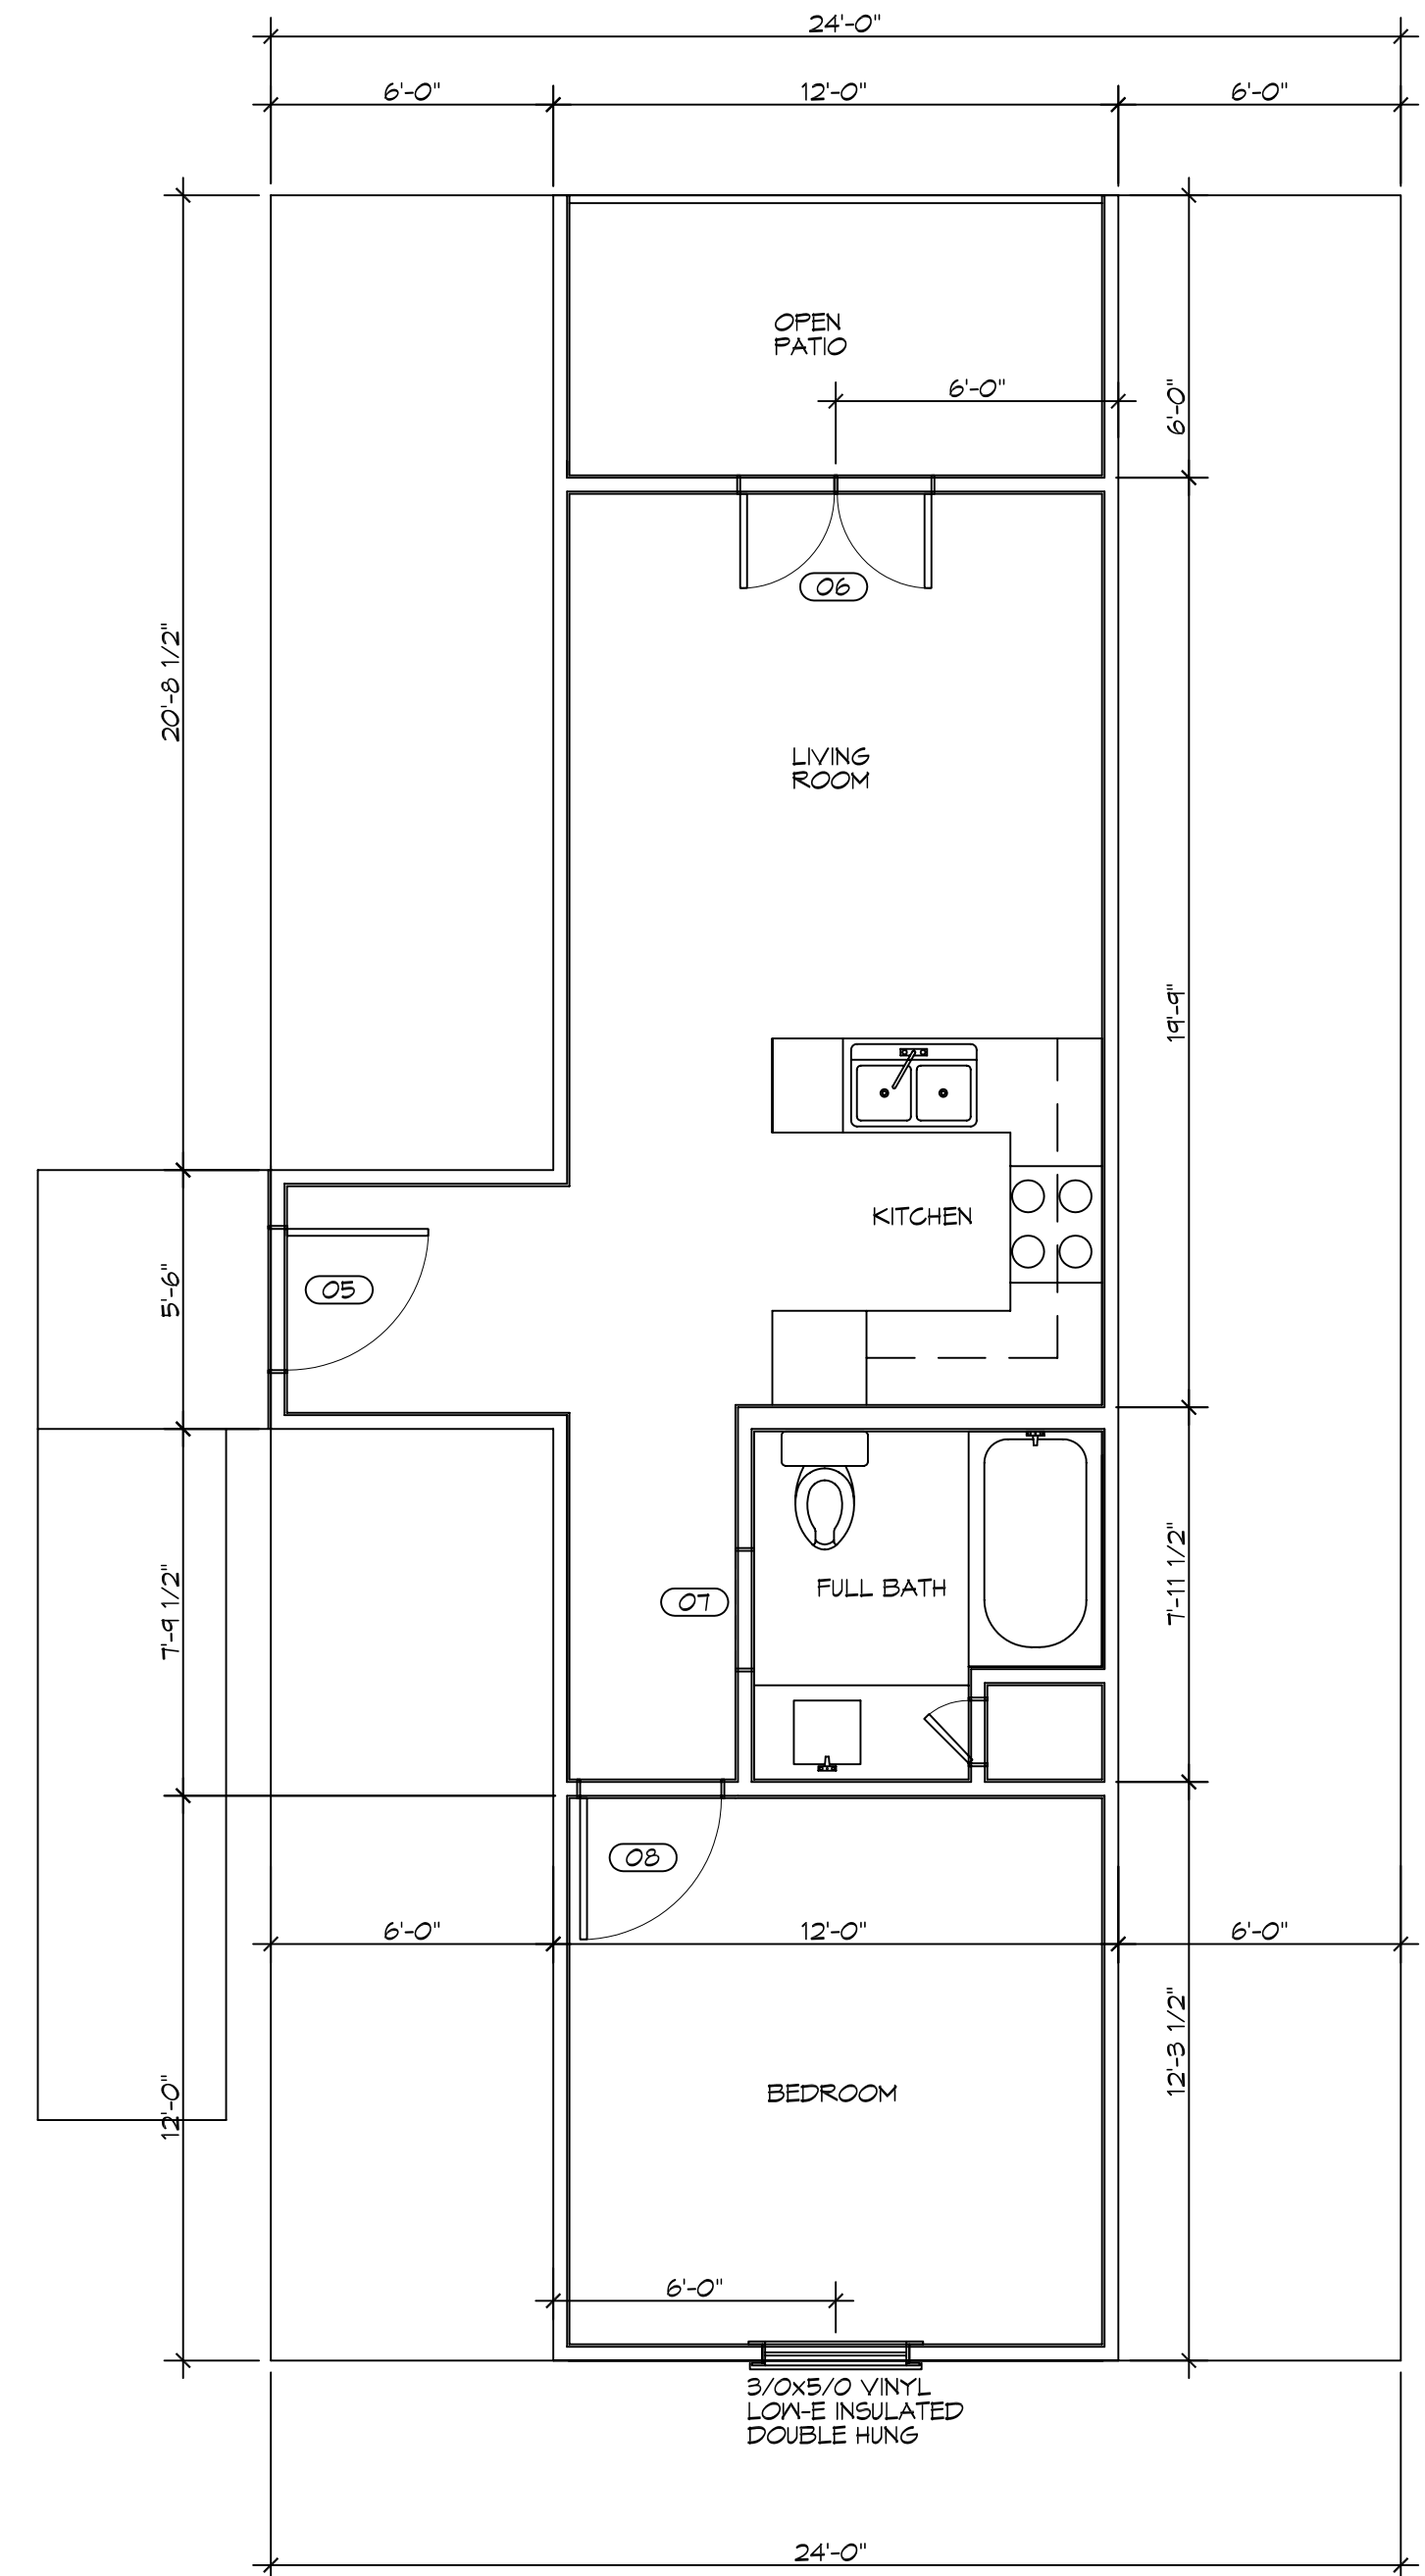 24'-0"
6'-0"
12'-0"
6'-0"
OPEN
PATIO
6'-0"
6'-0"
06
20'-8 1/2"
LIVING
ROOM
19'-9"
KITCHEN
05
5'-6"
7'-11 1/2"
FULL BATH
07
7'-9 1/2"
08
6'-0"
12'-0"
6'-0"
12'-3 1/2"
BEDROOM
12'-0"
6'-0"
3/0x5/0 VINYL
LOW-E INSULATED
DOUBLE HUNG
24'-0"